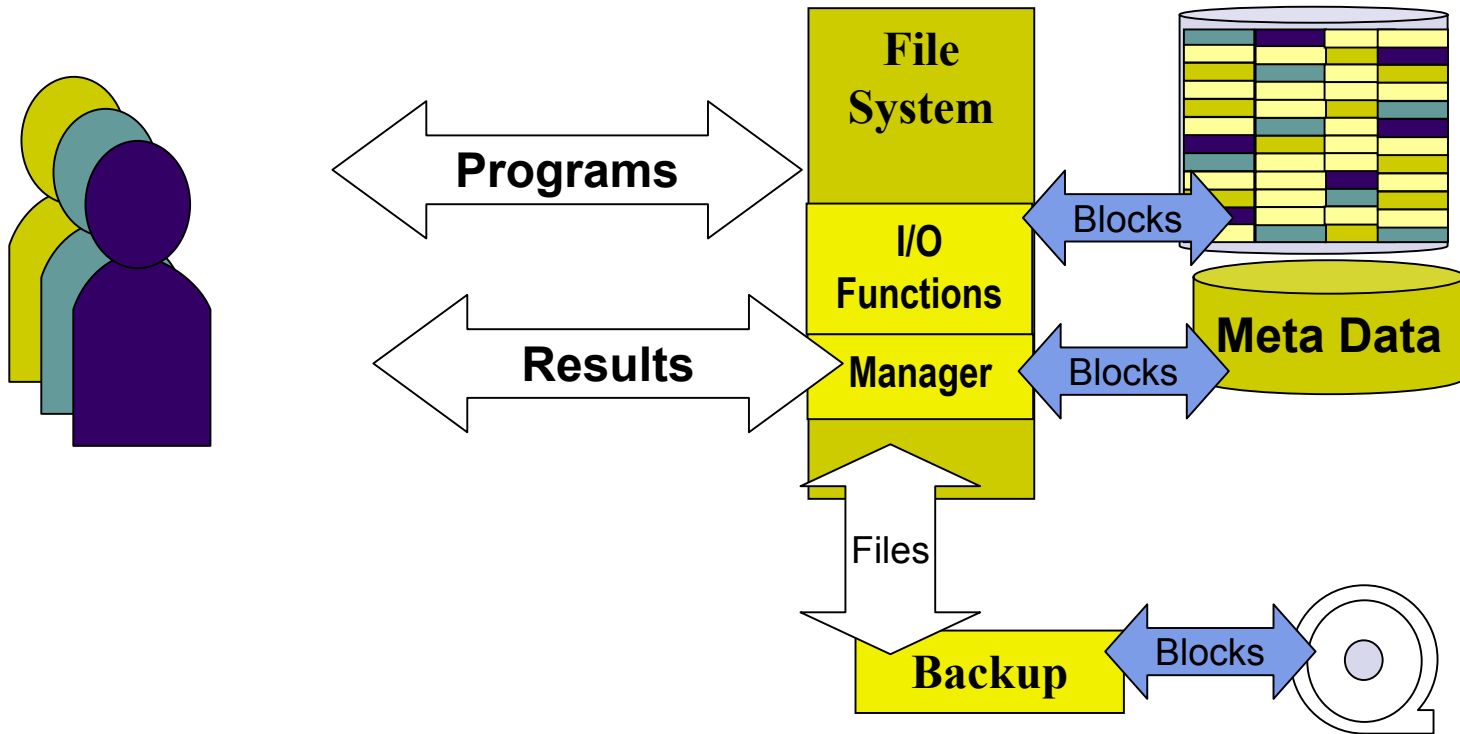 File
System
Programs
I/O
Functions
Blocks
Results
Manager
Blocks
Meta Data
Files
Backup
Blocks